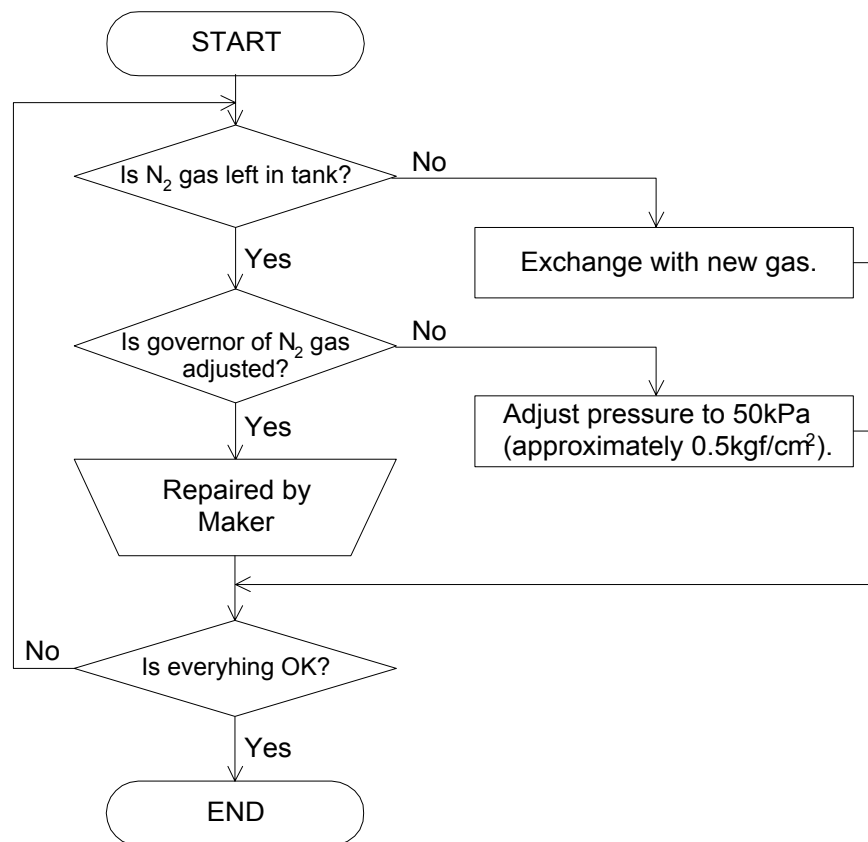 START
Is N₂ gas left in tank?
No
Exchange with new gas.
Yes
Is governor of N₂ gas
adjusted?
No
Adjust pressure to 50kPa
(approximately 0.5kgf/cm²).
Yes
Repaired by
Maker
No
Is everyhing OK?
Yes
END